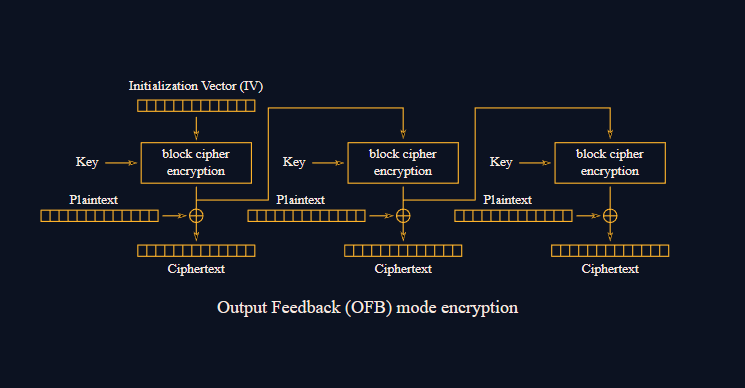 Initialization Vector (IV)
block cipher
encryption
block cipher
encryption
block cipher
encryption
Key
Key
Key
Plaintext
Plaintext
Plaintext
Ciphertext
Ciphertext
Ciphertext
Output Feedback (OFB) mode encryption